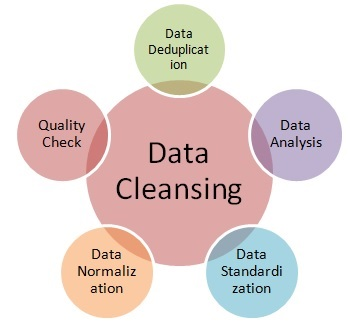 Data
Deduplicat
ion
Quality
Check
Data
Analysis
Data
Cleansing
Data
Normaliz
ation
Data
Standardi
zation